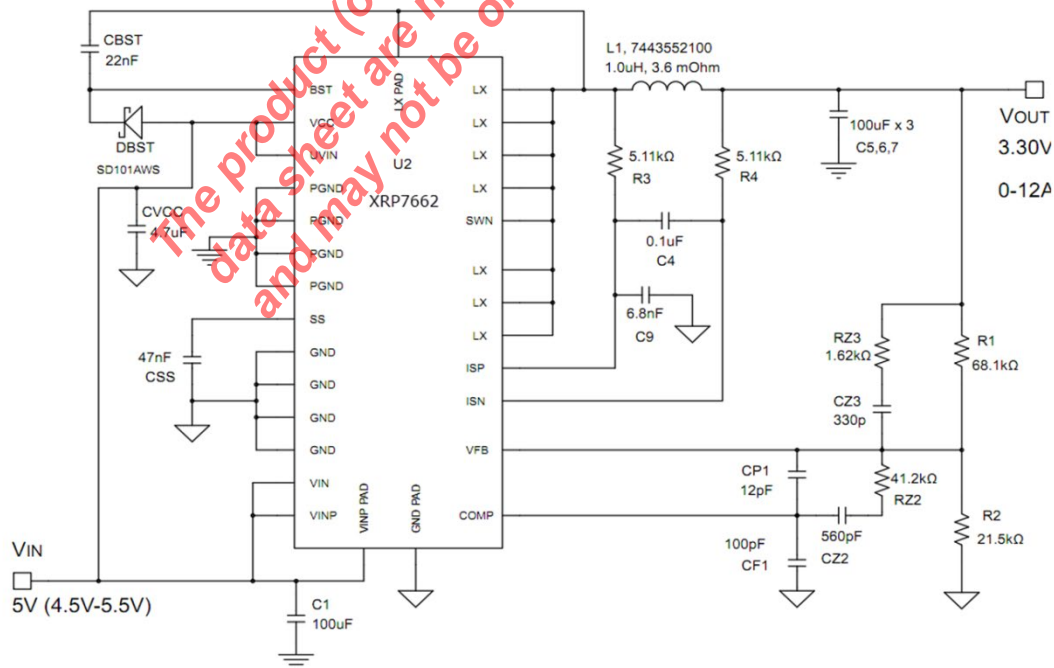 The product (o
data sheet are n
and may not be o
CBST
22nF
DBST
SD101AWS
CVCC
4.7uF
47nF
CSS
VIN
5V (4.5V-5.5V)
C1
100uF
BST
VCC
UVIN
PGND
PGND
PGND
PGND
SS
GND
GND
GND
GND
VIN
VINP
LX PAD
U2
XRP7662
VINP PAD
GND PAD
LX
LX
LX
LX
SWN
LX
LX
LX
ISP
ISN
VFB
COMP
L1, 7443552100
1.0uH, 3.6 mOhm
5.11kΩ
R3
5.11kΩ
R4
0.1uF
C4
6.8nF
C9
100uF x 3
C5,6,7
VOUT
3.30V
0-12A
RZ3
1.62kΩ
R1
68.1kΩ
CZ3
330p
CP1
12pF
41.2kΩ
RZ2
560pF
CZ2
100pF
CF1
R2
21.5kΩ